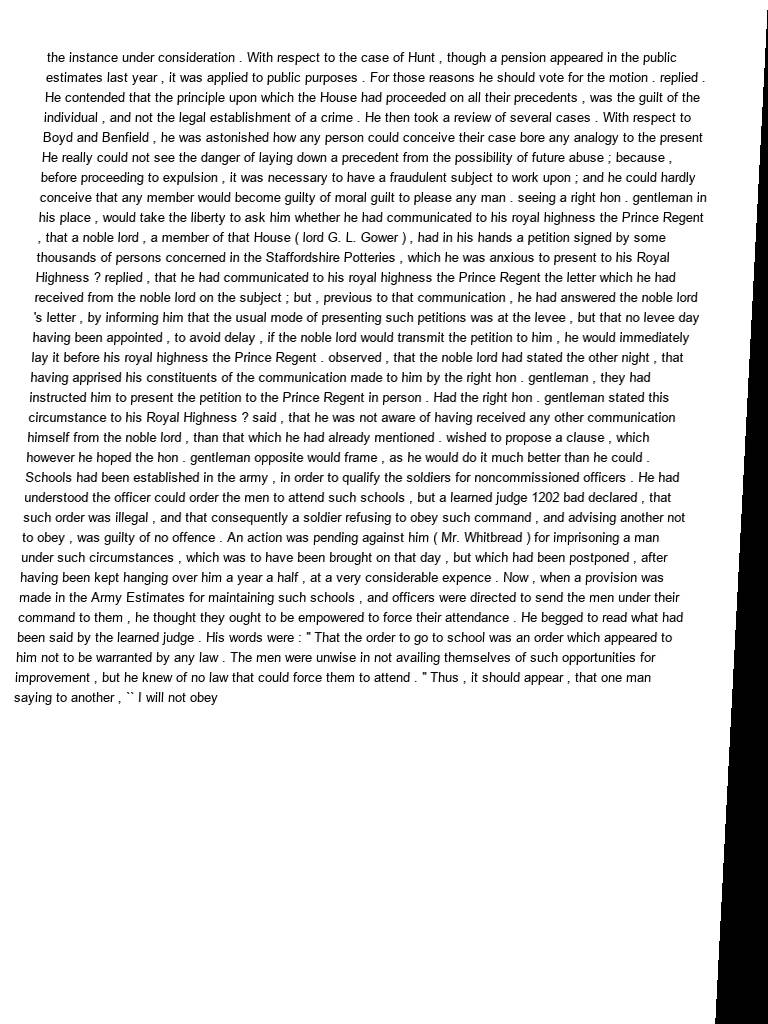 the instance under consideration . With respect to the case of Hunt , though a pension appeared in the public
estimates last year , it was applied to public purposes . For those reasons he should vote for the motion . replied .
He contended that the principle upon which the House had proceeded on all their precedents , was the guilt of the
individual , and not the legal establishment of a crime . He then took a review of several cases . With respect to
Boyd and Benfield , he was astonished how any person could conceive their case bore any analogy to the present
He really could not see the danger of laying down a precedent from the possibility of future abuse ; because ,
before proceeding to expulsion , it was necessary to have a fraudulent subject to work upon ; and he could hardly
conceive that any member would become guilty of moral guilt to please any man . seeing a right hon . gentleman in
his place , would take the liberty to ask him whether he had communicated to his royal highness the Prince Regent
, that a noble lord , a member of that House ( lord G. L. Gower ) , had in his hands a petition signed by some
thousands of persons concerned in the Staffordshire Potteries , which he was anxious to present to his Royal
Highness ? replied , that he had communicated to his royal highness the Prince Regent the letter which he had
received from the noble lord on the subject ; but , previous to that communication , he had answered the noble lord
's letter , by informing him that the usual mode of presenting such petitions was at the levee , but that no levee day
having been appointed , to avoid delay , if the noble lord would transmit the petition to him , he would immediately
lay it before his royal highness the Prince Regent . observed , that the noble lord had stated the other night , that
having apprised his constituents of the communication made to him by the right hon . gentleman , they had
instructed him to present the petition to the Prince Regent in person . Had the right hon . gentleman stated this
circumstance to his Royal Highness ? said , that he was not aware of having received any other communication
himself from the noble lord , than that which he had already mentioned . wished to propose a clause , which
however he hoped the hon . gentleman opposite would frame , as he would do it much better than he could .
Schools had been established in the army , in order to qualify the soldiers for noncommissioned officers . He had
understood the officer could order the men to attend such schools , but a learned judge 1202 bad declared , that
such order was illegal , and that consequently a soldier refusing to obey such command , and advising another not
to obey , was guilty of no offence . An action was pending against him ( Mr. Whitbread ) for imprisoning a man
under such circumstances , which was to have been brought on that day , but which had been postponed , after
having been kept hanging over him a year a half , at a very considerable expence . Now , when a provision was
made in the Army Estimates for maintaining such schools , and officers were directed to send the men under their
command to them , he thought they ought to be empowered to force their attendance . He begged to read what had
been said by the learned judge . His words were : " That the order to go to school was an order which appeared to
him not to be warranted by any law . The men were unwise in not availing themselves of such opportunities for
improvement , but he knew of no law that could force them to attend . " Thus , it should appear , that one man
saying to another , `` I will not obey